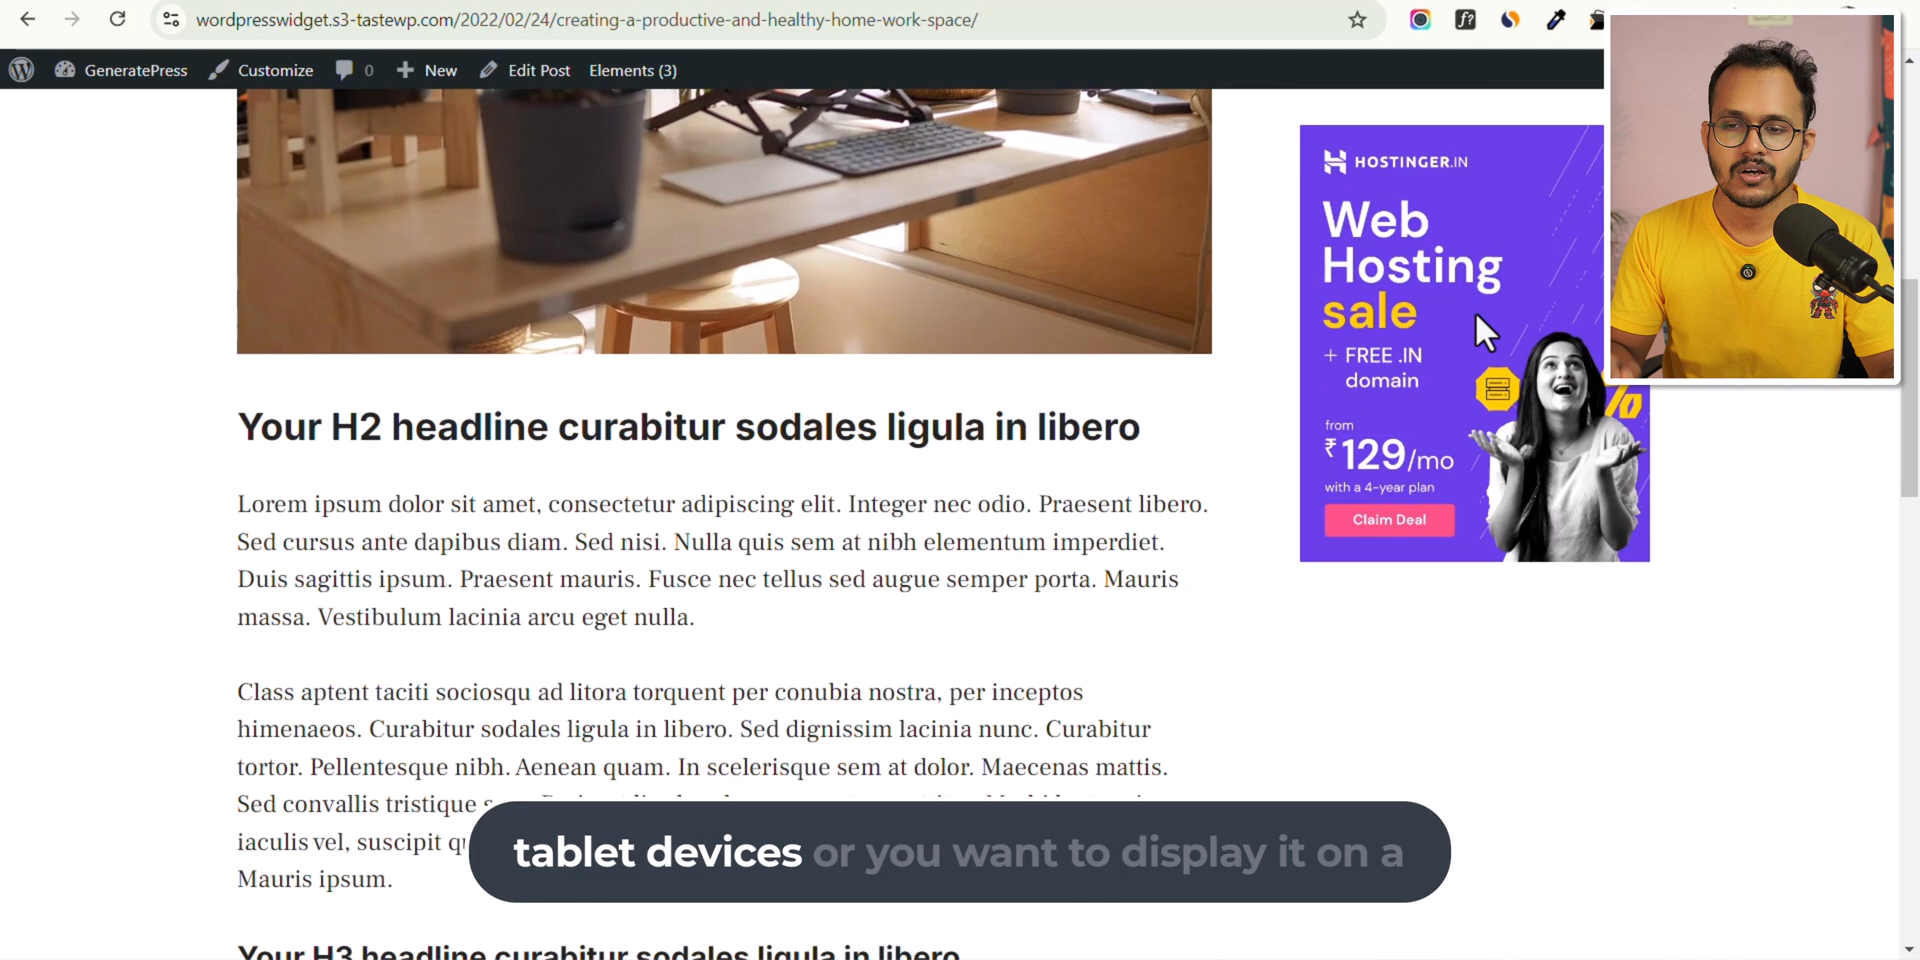 wordpresswidget.s3-tastewp.com/2022/02/24/creating-a-productive-and-healthy-home-work-space/
GeneratePress
Customize
0
New
Edit Post
Elements (3)
HOSTINGER.IN
Web
Hosting
sale
+ FREE .IN
domain
from
₹129/mo
with a 4-year plan
Claim Deal
Your H2 headline curabitur sodales ligula in libero
Lorem ipsum dolor sit amet, consectetur adipiscing elit. Integer nec odio. Praesent libero.
Sed cursus ante dapibus diam. Sed nisi. Nulla quis sem at nibh elementum imperdiet.
Duis sagittis ipsum. Praesent mauris. Fusce nec tellus sed augue semper porta. Mauris
massa. Vestibulum lacinia arcu eget nulla.
Class aptent taciti sociosqu ad litora torquent per conubia nostra, per inceptos
himenaeos. Curabitur sodales ligula in libero. Sed dignissim lacinia nunc. Curabitur
tortor. Pellentesque nibh. Aenean quam. In scelerisque sem at dolor. Maecenas mattis.
Sed convallis tristique
iaculis vel, suscipit
Mauris ipsum.
tablet devices or you want to display it on a
Your H3 headline curabitur sodales ligula in libero